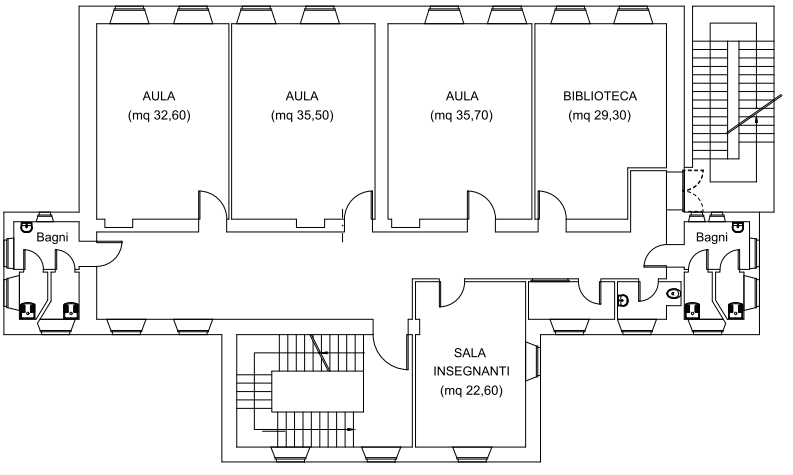 AULA
(mq 32,60)
AULA
(mq 35,50)
AULA
(mq 35,70)
BIBLIOTECA
(mq 29,30)
Bagni
Bagni
SALA
INSEGNANTI
(mq 22,60)